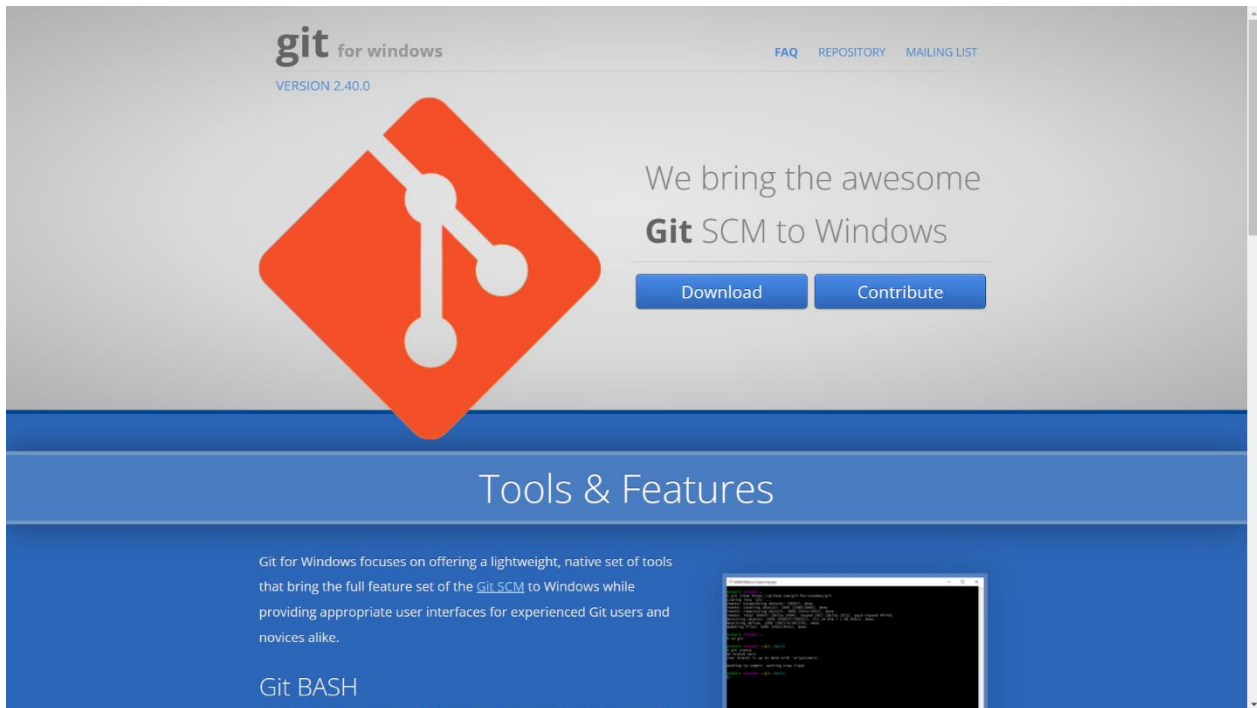 git for windows
FAQ REPOSITORY MAILING LIST
VERSION 2.40.0
We bring the awesome
Git SCM to Windows
Download Contribute
Tools & Features
Git for Windows focuses on offering a lightweight, native set of tools
that bring the full feature set of the Git SCM to Windows while
providing appropriate user interfaces for experienced Git users and
novices alike.
Git BASH